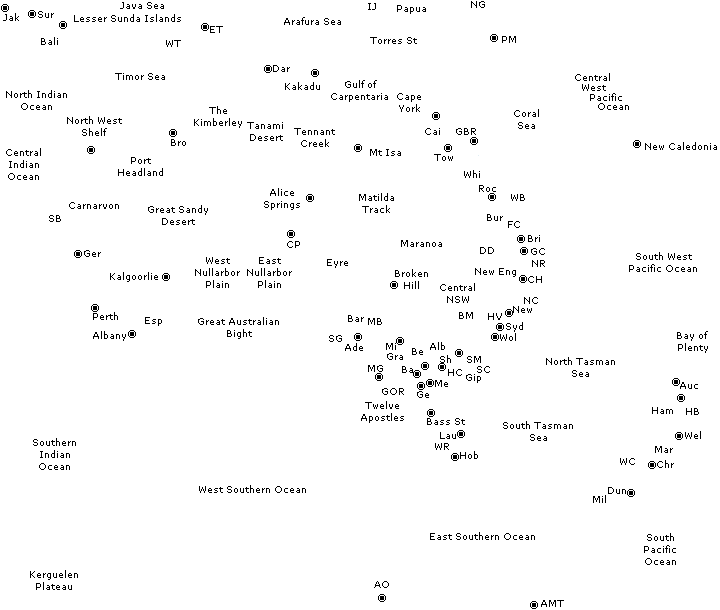 Java Sea
IJ
Papua
NG
Jak
Sur
Lesser Sunda Islands
Arafura Sea
ET
Bali
WT
Torres St
PM
Dar
Timor Sea
Kakadu
Gulf of
Carpentaria
Central
West
Pacific
Ocean
North Indian
Ocean
Cape
York
The
Kimberley
North West
Shelf
Tanami
Desert
Tennant
Creek
Coral
Sea
Cai
GBR
Bro
Central
Indian
Ocean
Port
Headland
Mt Isa
Tow
New Caledonia
Whi
Roc
WB
Alice
Springs
Matilda
Track
Carnarvon
SB
Great Sandy
Desert
Bur
FC
CP
Bri
Maranoa
DD
GC
Ger
West
Nullarbor
Plain
East
Nullarbor
Plain
Eyre
NR
South West
Pacific Ocean
Kalgoorlie
Broken
Hill
New Eng
CH
Central
NSW
NC
New
Perth
Esp
Great Australian
Bight
Bar
MB
BM
HV
Syd
Albany
SG
Ade
Wol
Bay of
Plenty
Mi
Gra
Be
Alb
Sh
SM
North Tasman
Sea
MG
Ba
HC
SC
Gip
Me
Auc
GOR
Ge
Twelve
Apostles
Ham
HB
Bass St
South Tasman
Sea
Lau
Wel
Southern
Indian
Ocean
WR
Hob
Mar
WC
Chr
West Southern Ocean
Dun
Mil
East Southern Ocean
South
Pacific
Ocean
Kerguelen
Plateau
AO
AMT